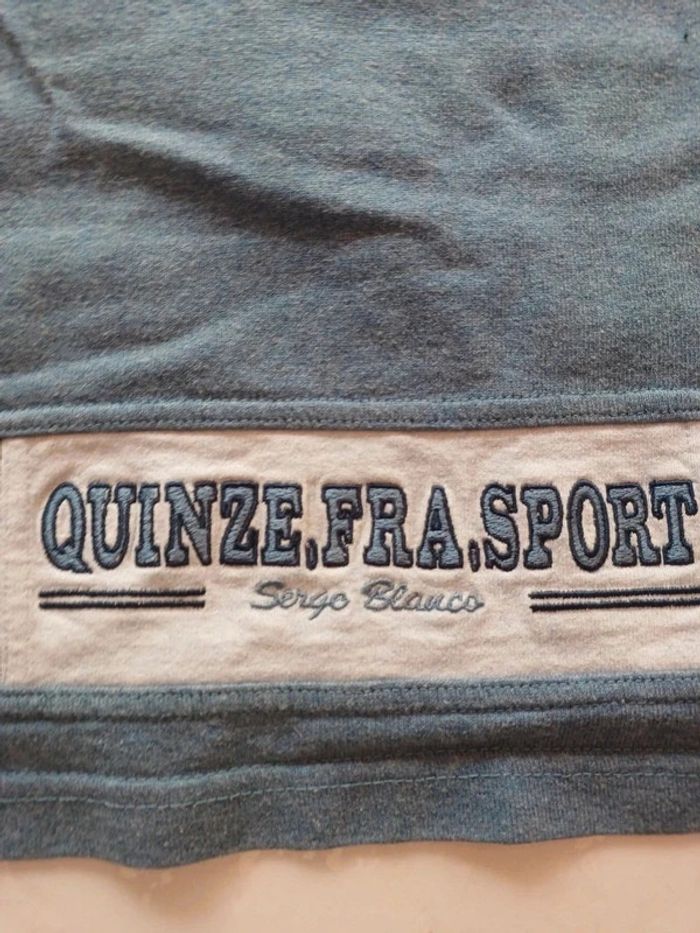 QUINZE,FRA,SPORT
Serge Blanco